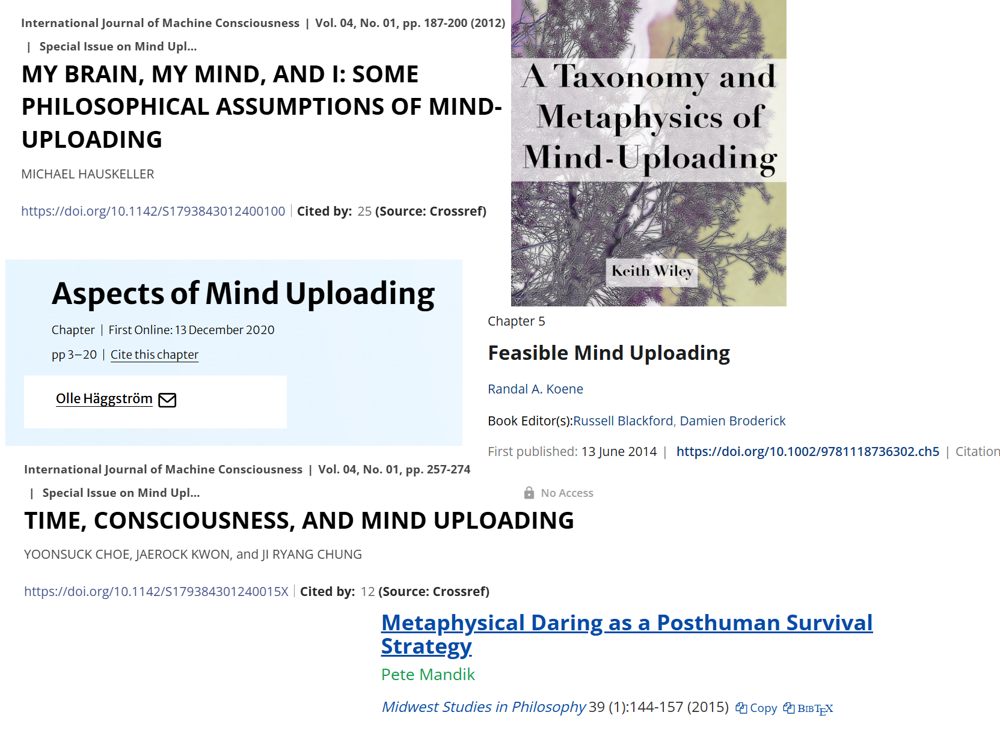 International Journal of Machine Consciousness | Vol. 04, No. 01, pp. 187-200 (2012)
| Special Issue on Mind Upl...
MY BRAIN, MY MIND, AND I: SOME
PHILOSOPHICAL ASSUMPTIONS OF MIND-
UPLOADING
MICHAEL HAUSKELLER
https://doi.org/10.1142/S1793843012400100 | Cited by: 25 (Source: Crossref)
A Taxonomy and
Metaphysics of
Mind-Uploading
Keith Wiley
Aspects of Mind Uploading
Chapter | First Online: 13 December 2020
pp 3–20 | Cite this chapter
Olle Häggström
Chapter 5
Feasible Mind Uploading
Randal A. Koene
Book Editor(s):Russell Blackford, Damien Broderick
First published: 13 June 2014 | https://doi.org/10.1002/9781118736302.ch5 | Citation
International Journal of Machine Consciousness | Vol. 04, No. 01, pp. 257-274
| Special Issue on Mind Upl...
No Access
TIME, CONSCIOUSNESS, AND MIND UPLOADING
YOONSUCK CHOE, JAEROCK KWON, and JI RYANG CHUNG
https://doi.org/10.1142/S179384301240015X | Cited by: 12 (Source: Crossref)
Metaphysical Daring as a Posthuman Survival
Strategy
Pete Mandik
Midwest Studies in Philosophy 39 (1):144-157 (2015) Copy BIBTEX